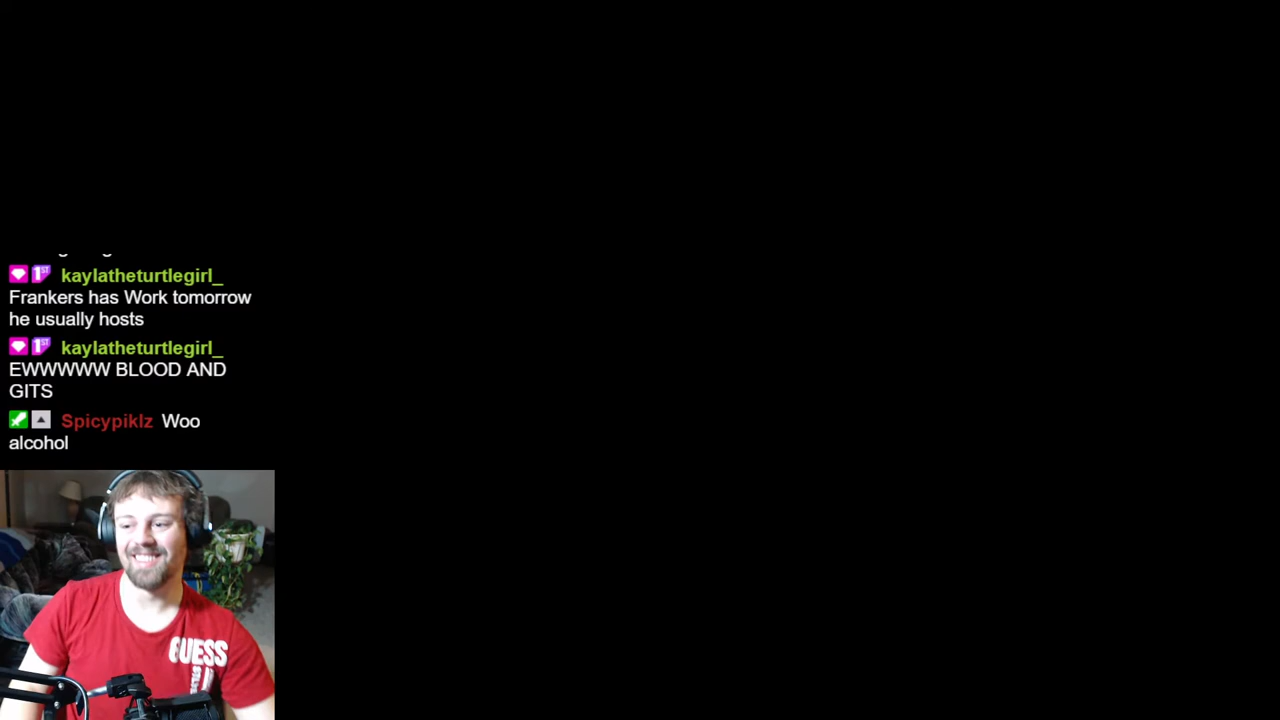 kaylatheturtlegirl_
Frankers has Work tomorrow
he usually hosts
kaylatheturtlegirl_
EWWWWW BLOOD AND
GITS
Spicypiklz Woo
alcohol
GUESS